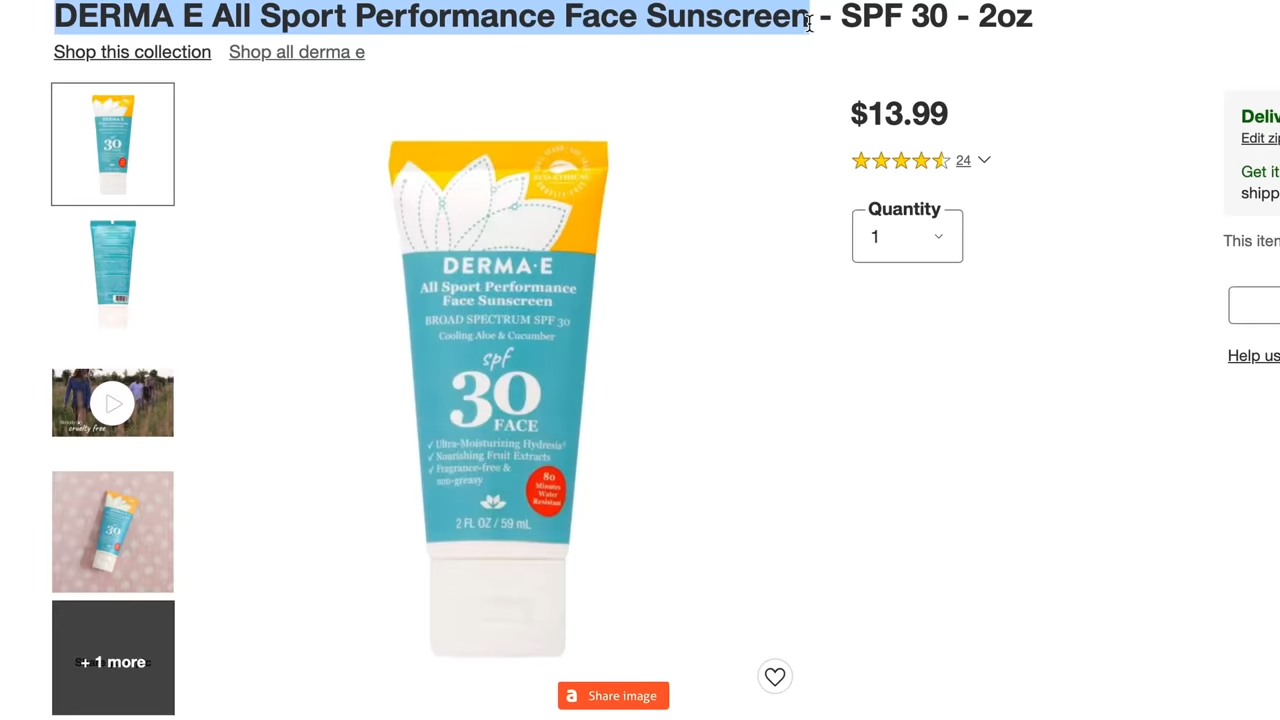 DERMA E All Sport Performance Face Sunscreen - SPF 30 - 2oz
Shop this collection Shop all derma e
30
$13.99
24
Quantity
1
Deliv
Edit zip
Get it
shipp
This item
Help us
DERMA·E
All Sport Performance
Face Sunscreen
BROAD SPECTRUM SPF 30
Cooling Aloe & Cucumber
spf
30
FACE
✓ Ultra-Moisturizing Hydresia
✓ Nourishing Fruit Extracts
✓ Fragrance-free &
non-greasy
80
Minutes
Water
Resistant
2 FL OZ / 59 mL
cruelty free
30
+ 1 more
a Share image